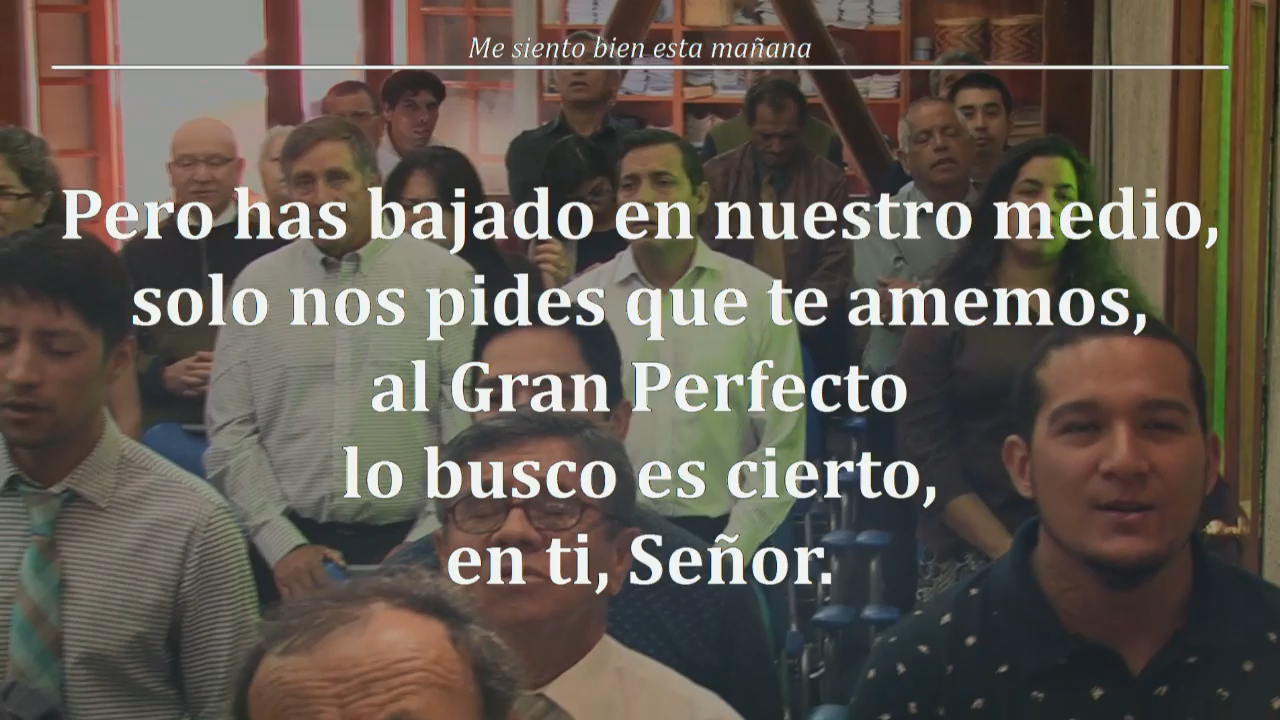 Me siento bien esta mañana
Pero has bajado en nuestro medio,
solo nos pides que te amemos,
al Gran Perfecto
lo busco es cierto,
en ti, Señor.